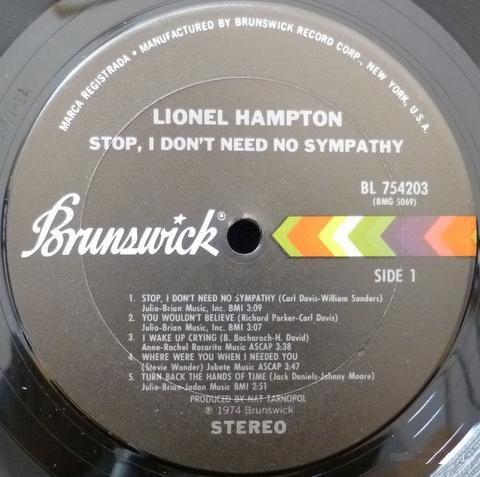 MARCA REGISTRADA • MANUFACTURED BY BRUNSWICK RECORD CORP., NEW YORK, U.S.A.
LIONEL HAMPTON
STOP, I DON'T NEED NO SYMPATHY
BL 754203
(BMG 5069)
Brunswick®
SIDE 1
1. STOP, I DON'T NEED NO SYMPATHY (Carl Davis-William Sanders)
Julio-Brian Music, Inc. BMI 3:09
2. YOU WOULDN'T BELIEVE (Richard Parker-Carl Davis)
Julio-Brian Music, Inc. BMI 3:07
3. I WAKE UP CRYING (B. Bacharach-H. David)
Anne-Rachel Rosarita Music ASCAP 3:38
4. WHERE WERE YOU WHEN I NEEDED YOU
(Stevie Wonder) Jobete Music ASCAP 3:47
5. TURN BACK THE HANDS OF TIME (Jack Daniels-Johnny Moore)
Julio-Brian-Jadan Music BMI 2:51
PRODUCED BY NAT TARNOPOL
℗ 1974 Brunswick
STEREO